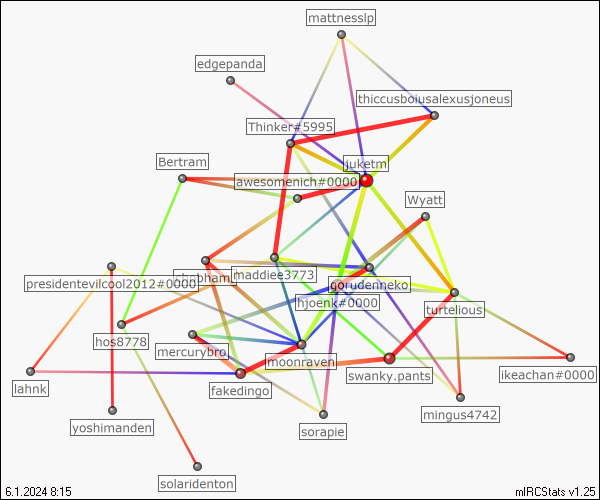 mattnesslp
edgepanda
thiccusboiusalexusjoneus
Thinker#5995
Bertram
juketm
awesomenich#0000
Wyatt
maddiee3773
presidentevilcool2012#0000
gorudenneko
hjoenk#0000
turtelious
hos8778
mercurybro
moonraven
swanky.pants
ikeachan#0000
lahnk
fakedingo
mingus4742
yoshimanden
sorapie
solaridenton
6.1.2024 8:15
mIRCStats v1.25